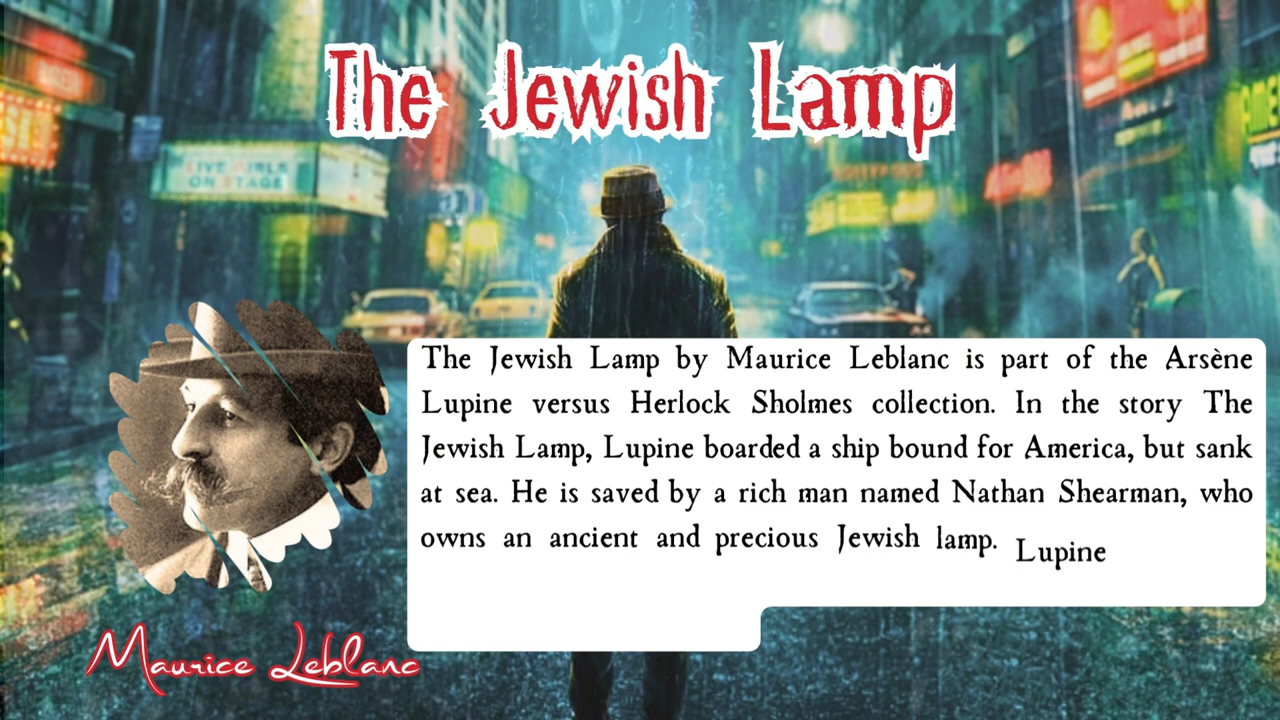 The Jewish Lamp
LIVE GIRLS
ON STAGE
The Jewish Lamp by Maurice Leblanc is part of the Arsène
Lupine versus Herlock Sholmes collection. In the story The
Jewish Lamp, Lupine boarded a ship bound for America, but sank
at sea. He is saved by a rich man named Nathan Shearman, who
owns an ancient and precious Jewish lamp. Lupine
Maurice Leblanc